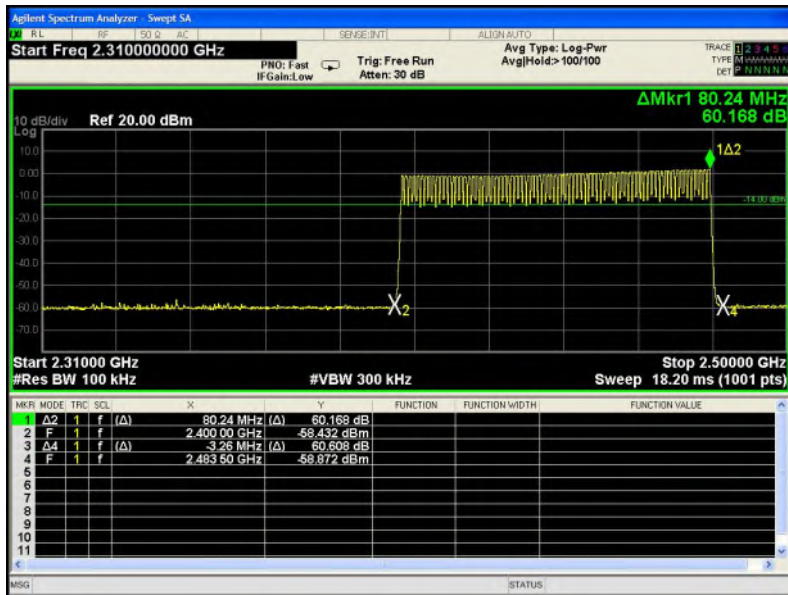 Agilent Spectrum Analyzer - Swept SA
RL RF 50 Ω AC SENSE:INT ALIGN AUTO
Start Freq 2.310000000 GHz
PNO: Fast
IFGain:Low
Trig: Free Run
Atten: 30 dB
Avg Type: Log-Pwr
Avg|Hold:> 100/100
TRACE 1 2 3 4 5 6
TYPE M
DET P N N N N
ΔMkr1 80.24 MHz
60.168 dB
10 dB/div Ref 20.00 dBm
Log
10.0
0.00
-10.0
-20.0
-30.0
-40.0
-50.0
-60.0
-70.0
1Δ2
-14.00 dBm
2
4
Start 2.31000 GHz
Stop 2.50000 GHz
#Res BW 100 kHz
#VBW 300 kHz
Sweep 18.20 ms (1001 pts)
MKR MODE TRC SCL X Y FUNCTION FUNCTION WIDTH FUNCTION VALUE
1 Δ2 1 f (Δ) 80.24 MHz (Δ) 60.168 dB
2 F 1 f 2.400 00 GHz -58.432 dBm
3 Δ4 1 f (Δ) -3.26 MHz (Δ) 60.608 dB
4 F 1 f 2.483 50 GHz -58.872 dBm
5
6
7
8
9
10
11
MSG
STATUS